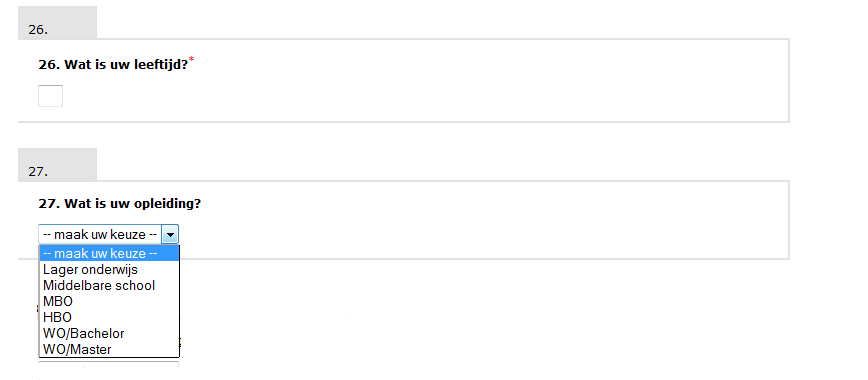 26.
26. Wat is uw leeftijd?*
27.
27. Wat is uw opleiding?
-- maak uw keuze --
-- maak uw keuze --
Lager onderwijs
Middelbare school
MBO
HBO
WO/Bachelor
WO/Master